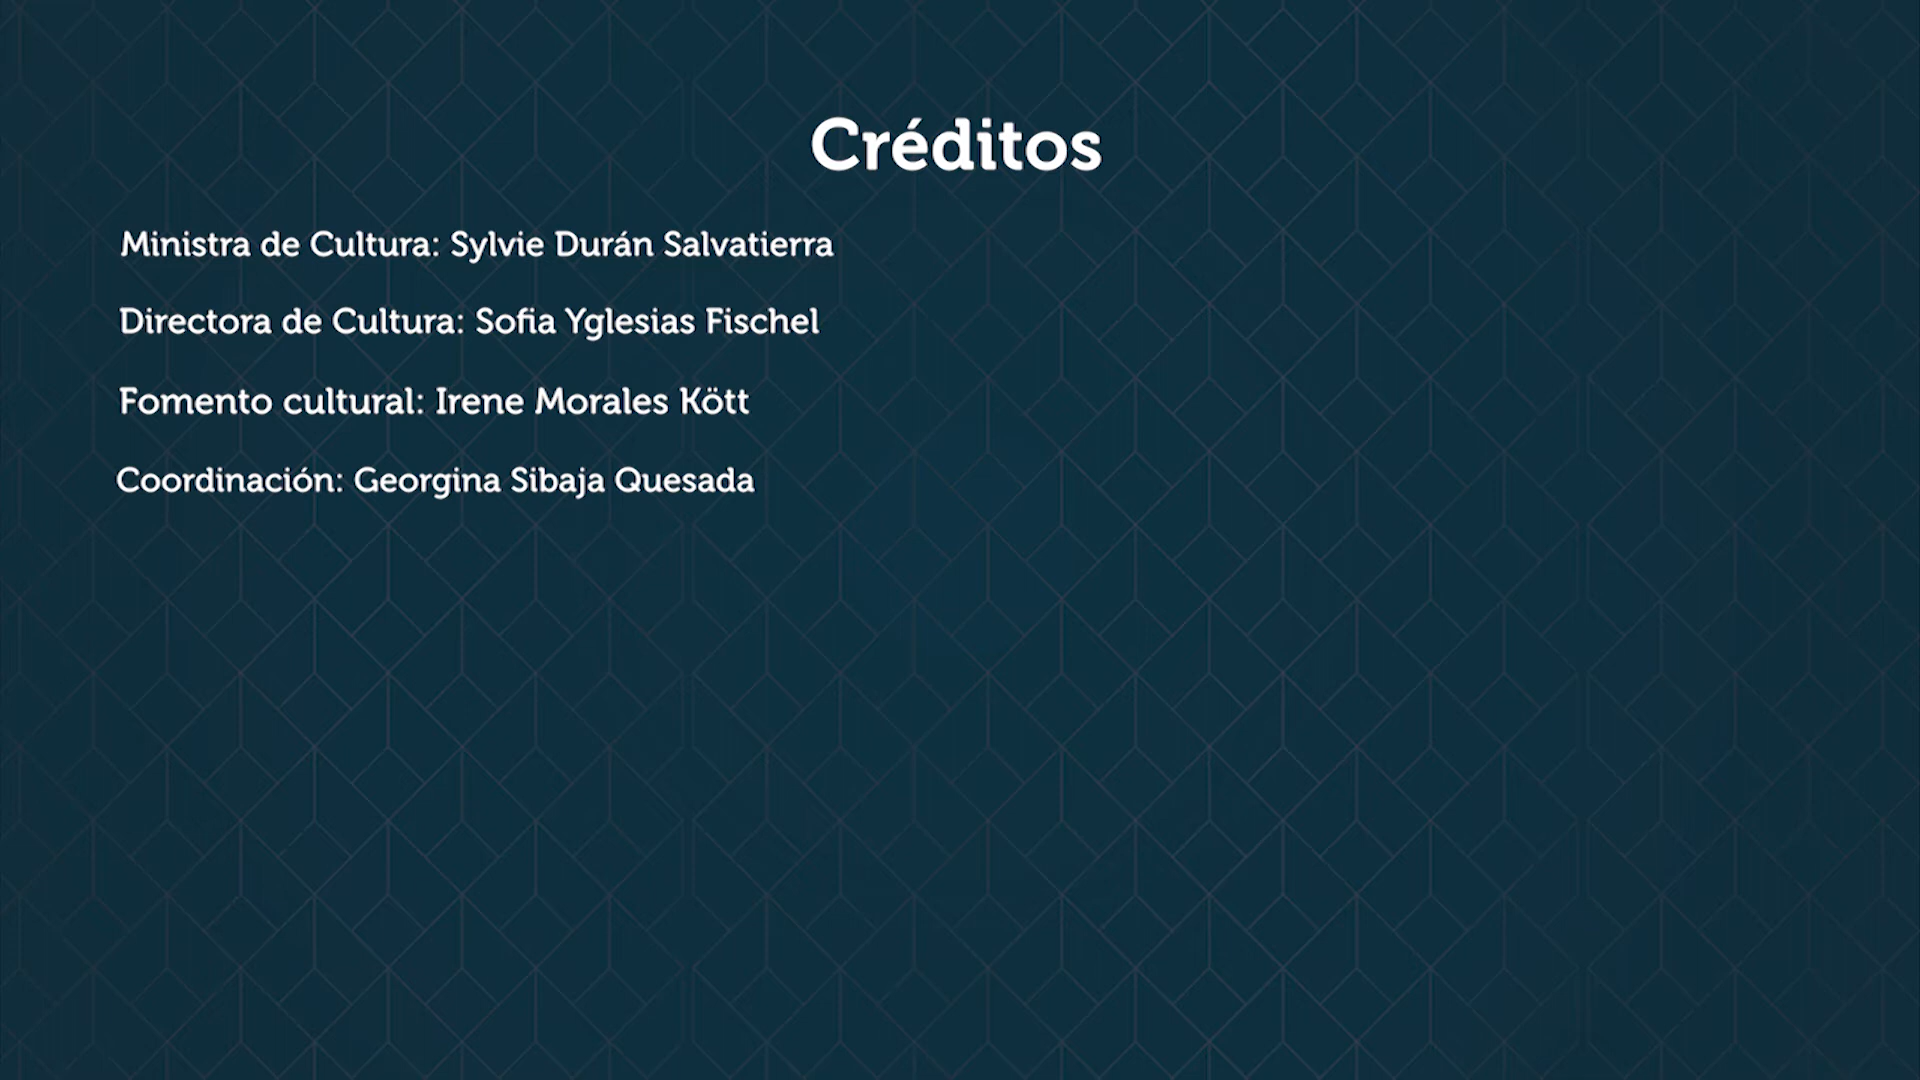 Créditos
Ministra de Cultura: Sylvie Durán Salvatierra
Directora de Cultura: Sofia Yglesias Fischel
Fomento cultural: Irene Morales Kött
Coordinación: Georgina Sibaja Quesada